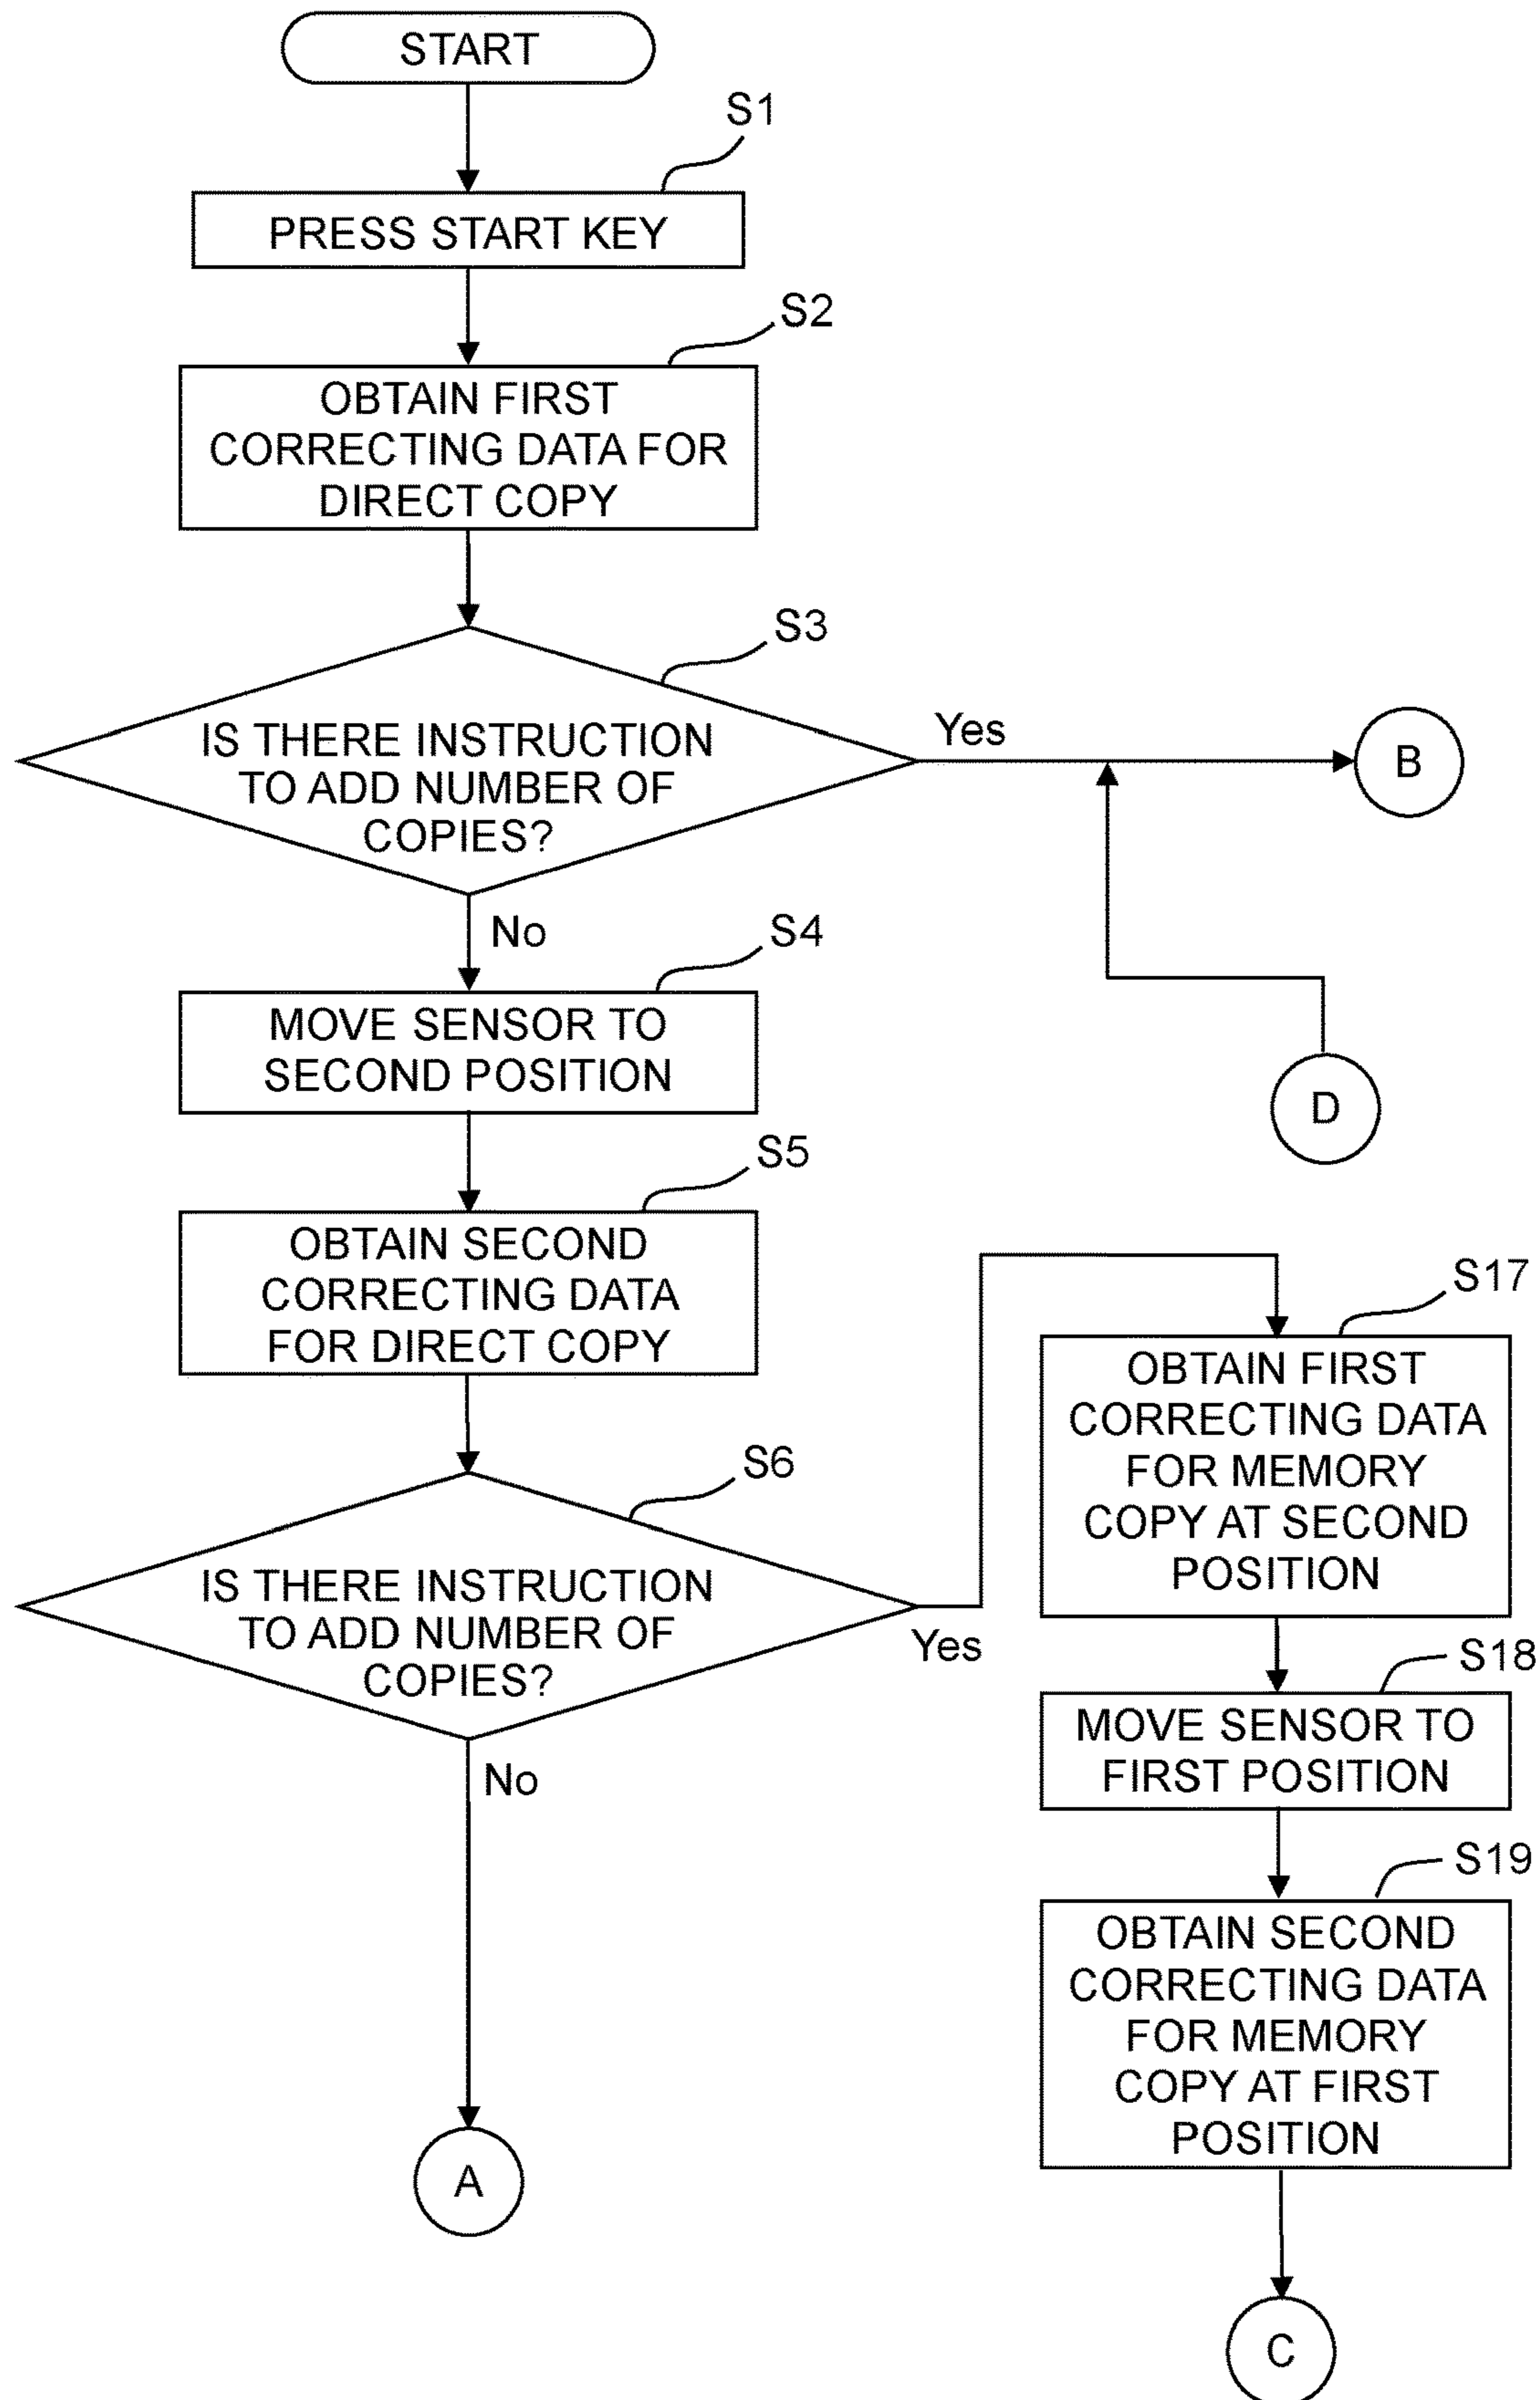 START
S1
PRESS START KEY
S2
OBTAIN FIRST
CORRECTING DATA FOR
DIRECT COPY
S3
IS THERE INSTRUCTION
TO ADD NUMBER OF
COPIES?
Yes
B
No
S4
MOVE SENSOR TO
SECOND POSITION
D
S5
OBTAIN SECOND
CORRECTING DATA
FOR DIRECT COPY
S6
IS THERE INSTRUCTION
TO ADD NUMBER OF
COPIES?
Yes
No
A
S17
OBTAIN FIRST
CORRECTING DATA
FOR MEMORY
COPY AT SECOND
POSITION
S18
MOVE SENSOR TO
FIRST POSITION
S19
OBTAIN SECOND
CORRECTING DATA
FOR MEMORY
COPY AT FIRST
POSITION
C